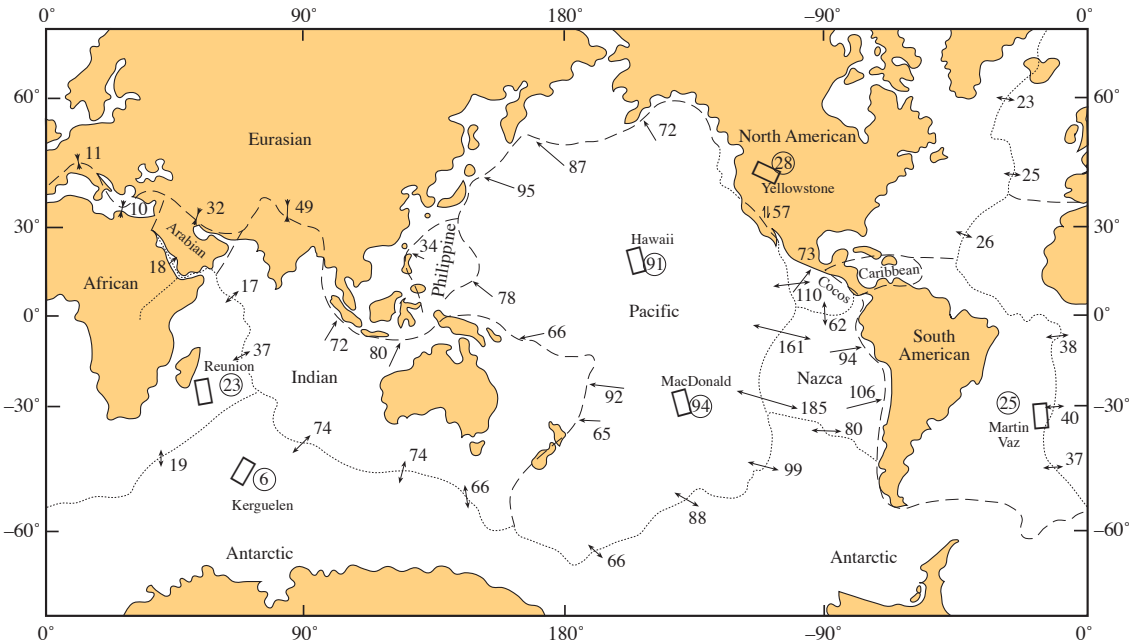 0° 90° 180° –90° 0°
60° 60°
23
72
North American
Eurasian
87
11
28
25
95
Yellowstone
10 32 49 57
30° 30°
Arabian
34
Philippine
Hawaii
26
18
91
73
Caribbean
African
17
78
110
Cocos
0° Pacific 0°
62
72
66
South
American
80
161
94
38
37
Reunion
Indian
MacDonald
Nazca
23
92
106
25
–30° 94 185 –30°
40
Martin
Vaz
74
65
80
19
74
99
37
6
66
Kerguelen
88
–60° –60°
Antarctic Antarctic
66
0° 90° 180° –90° 0°